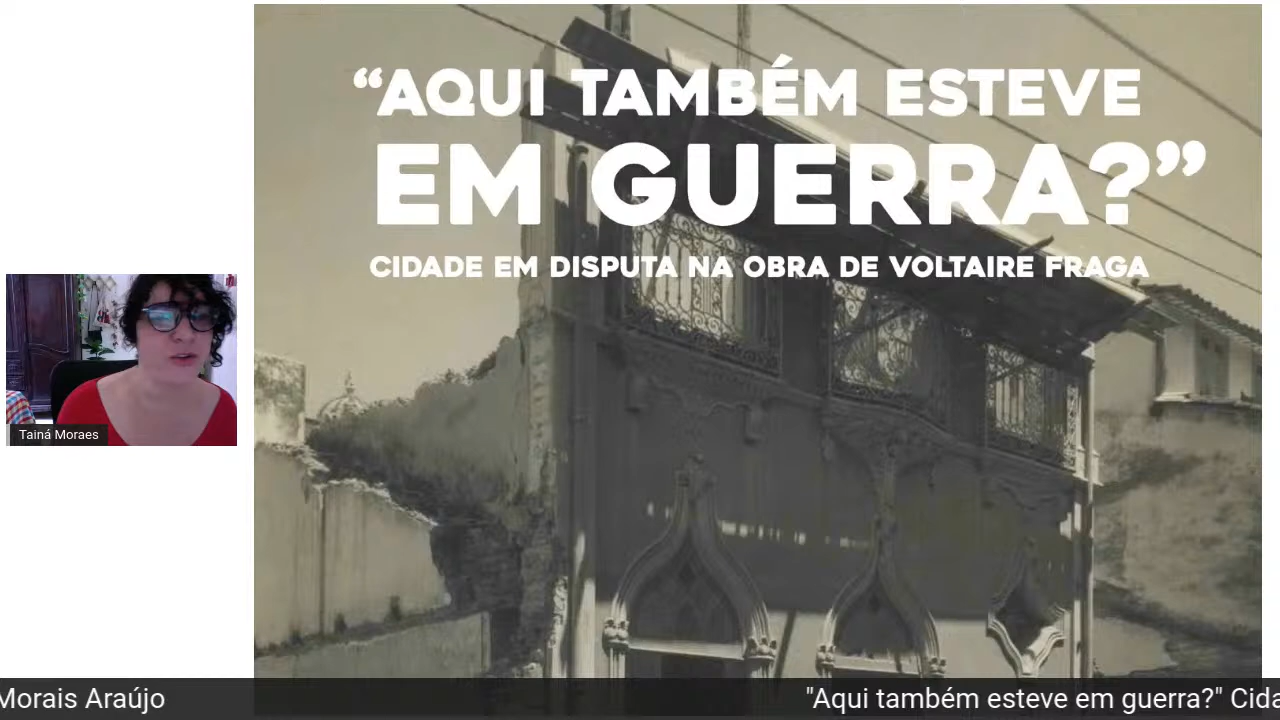 “AQUI TAMBÉM ESTEVE
EM GUERRA?”
CIDADE EM DISPUTA NA OBRA DE VOLTAIRE FRAGA
Tainá Moraes
Morais Araújo
"Aqui também esteve em guerra?" Cida